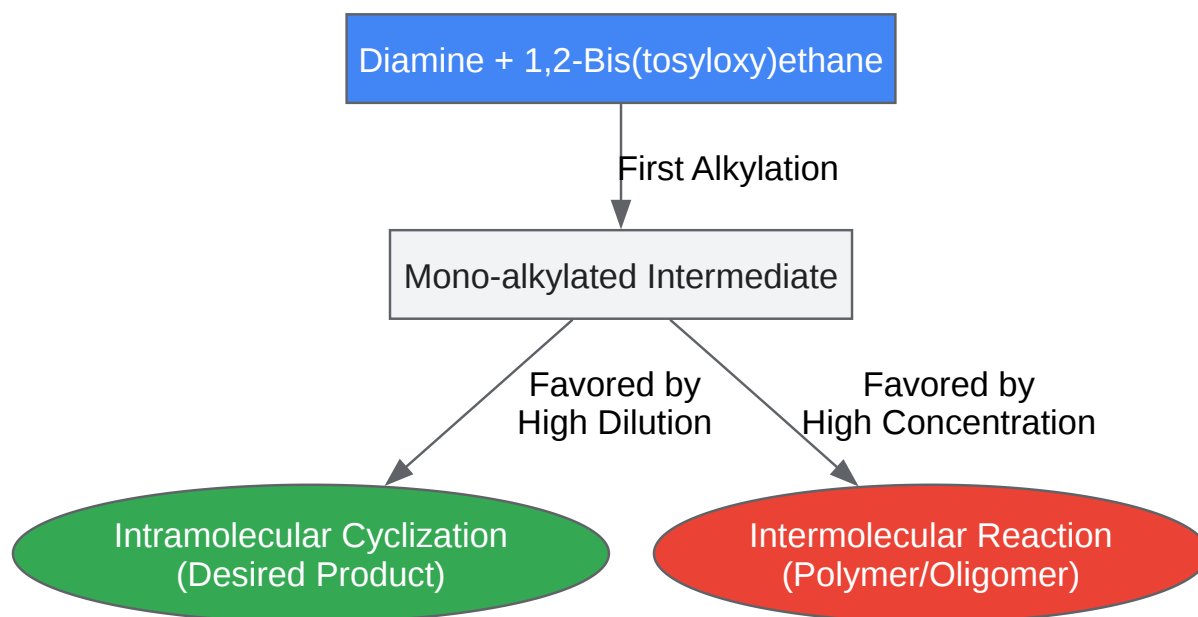 Diamine + 1,2-Bis(tosyloxy)ethane
First Alkylation
Mono-alkylated Intermediate
Favored by
High Dilution
Favored by
High Concentration
Intramolecular Cyclization
(Desired Product)
Intermolecular Reaction
(Polymer/Oligomer)